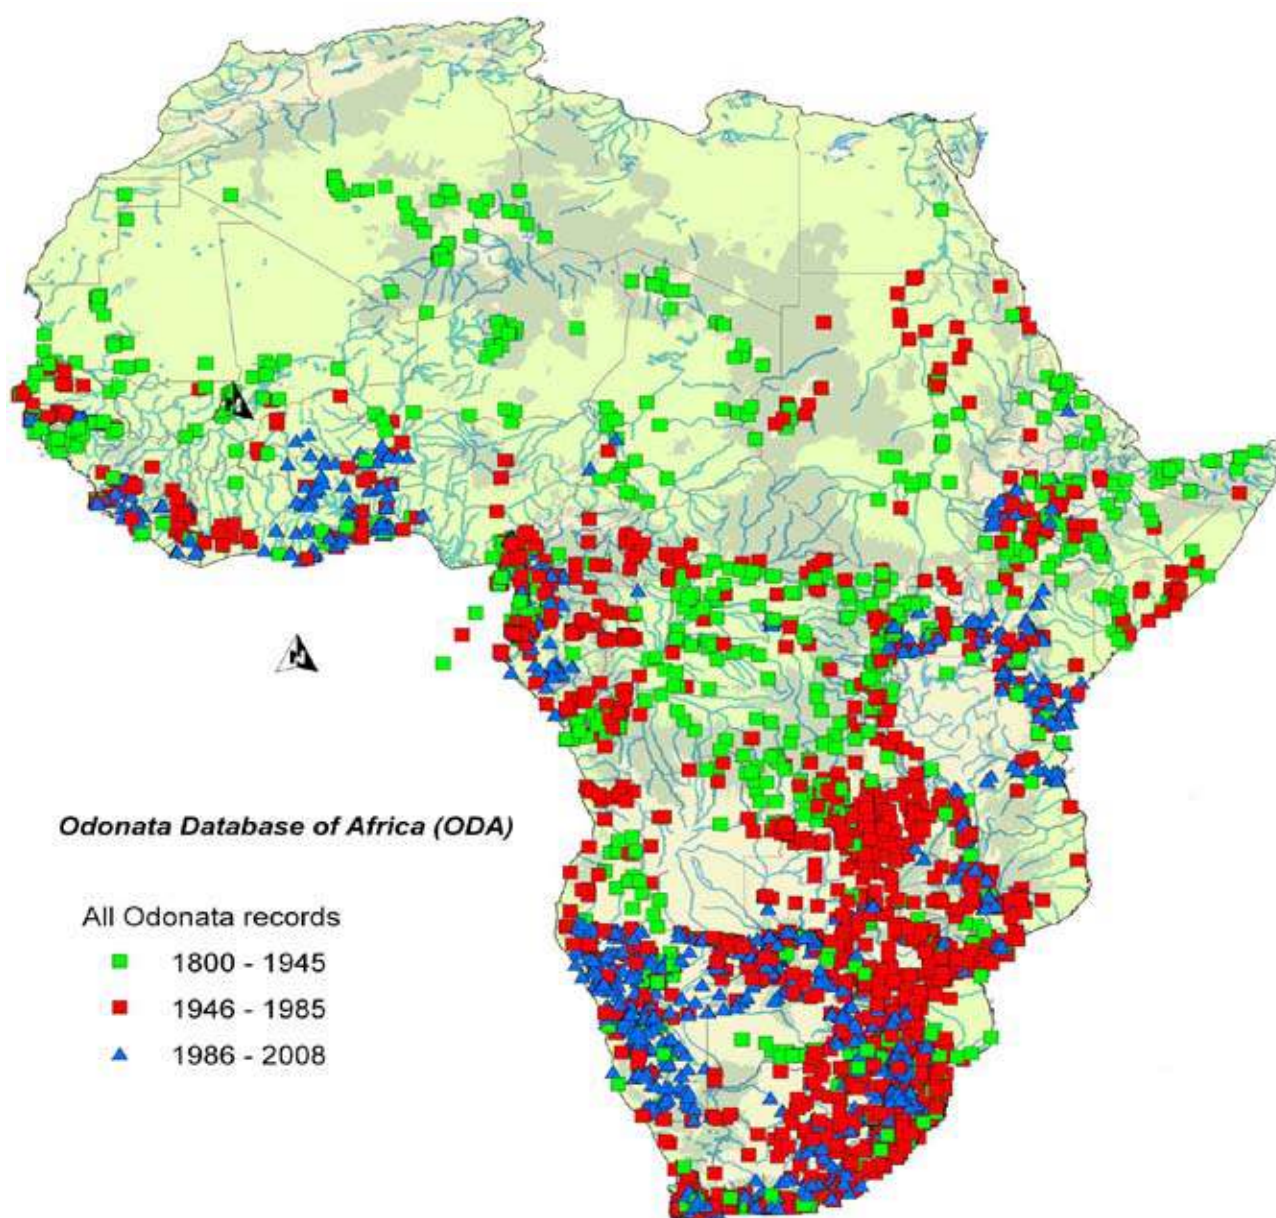 Odonata Database of Africa (ODA)
All Odonata records
1800 - 1945
1946 - 1985
1986 - 2008